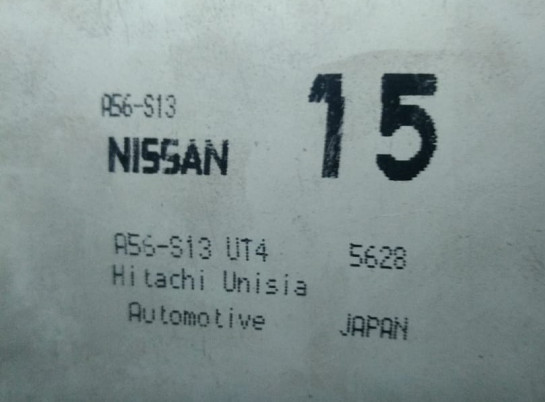 A56-S13
NISSAN
15
A56-S13 UT4 5628
Hitachi Unisia
Automotive JAPAN